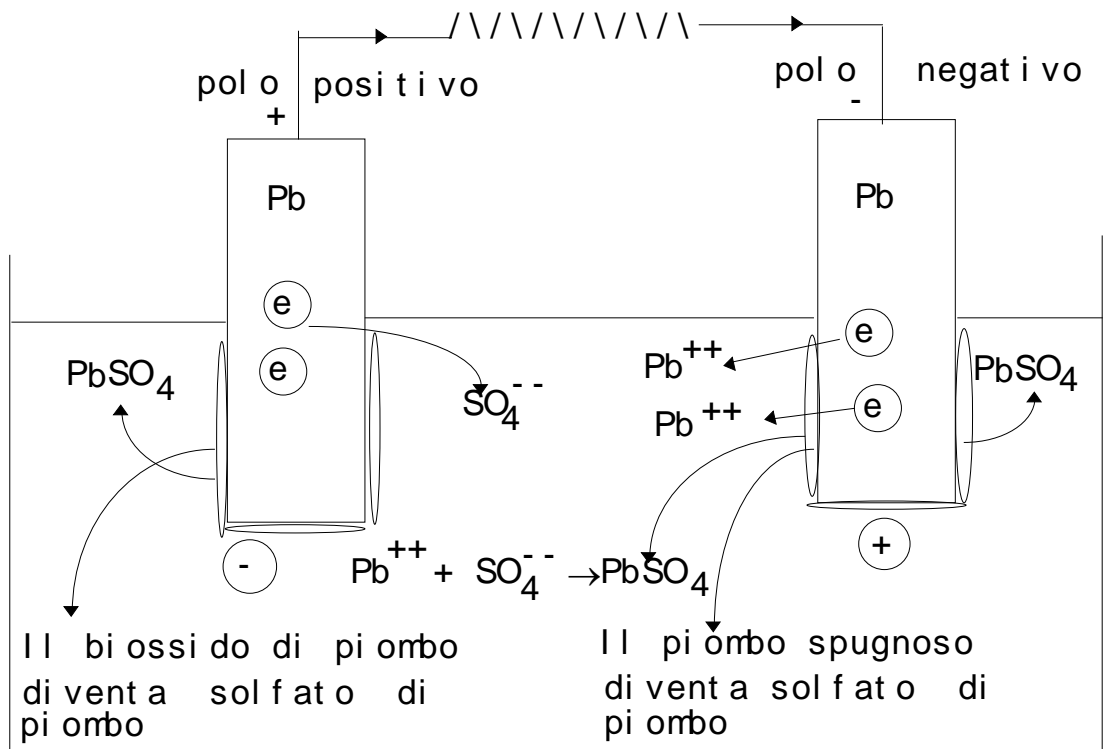 polo positivo
+
polo negativo
-
Pb
Pb
e
e
e
e
PbSO4
SO4--
Pb++
Pb++
PbSO4
-
+
Pb++ + SO4-- →PbSO4
Il biossido di piombo
diventa solfato di
piombo
Il piombo spugnoso
diventa solfato di
piombo